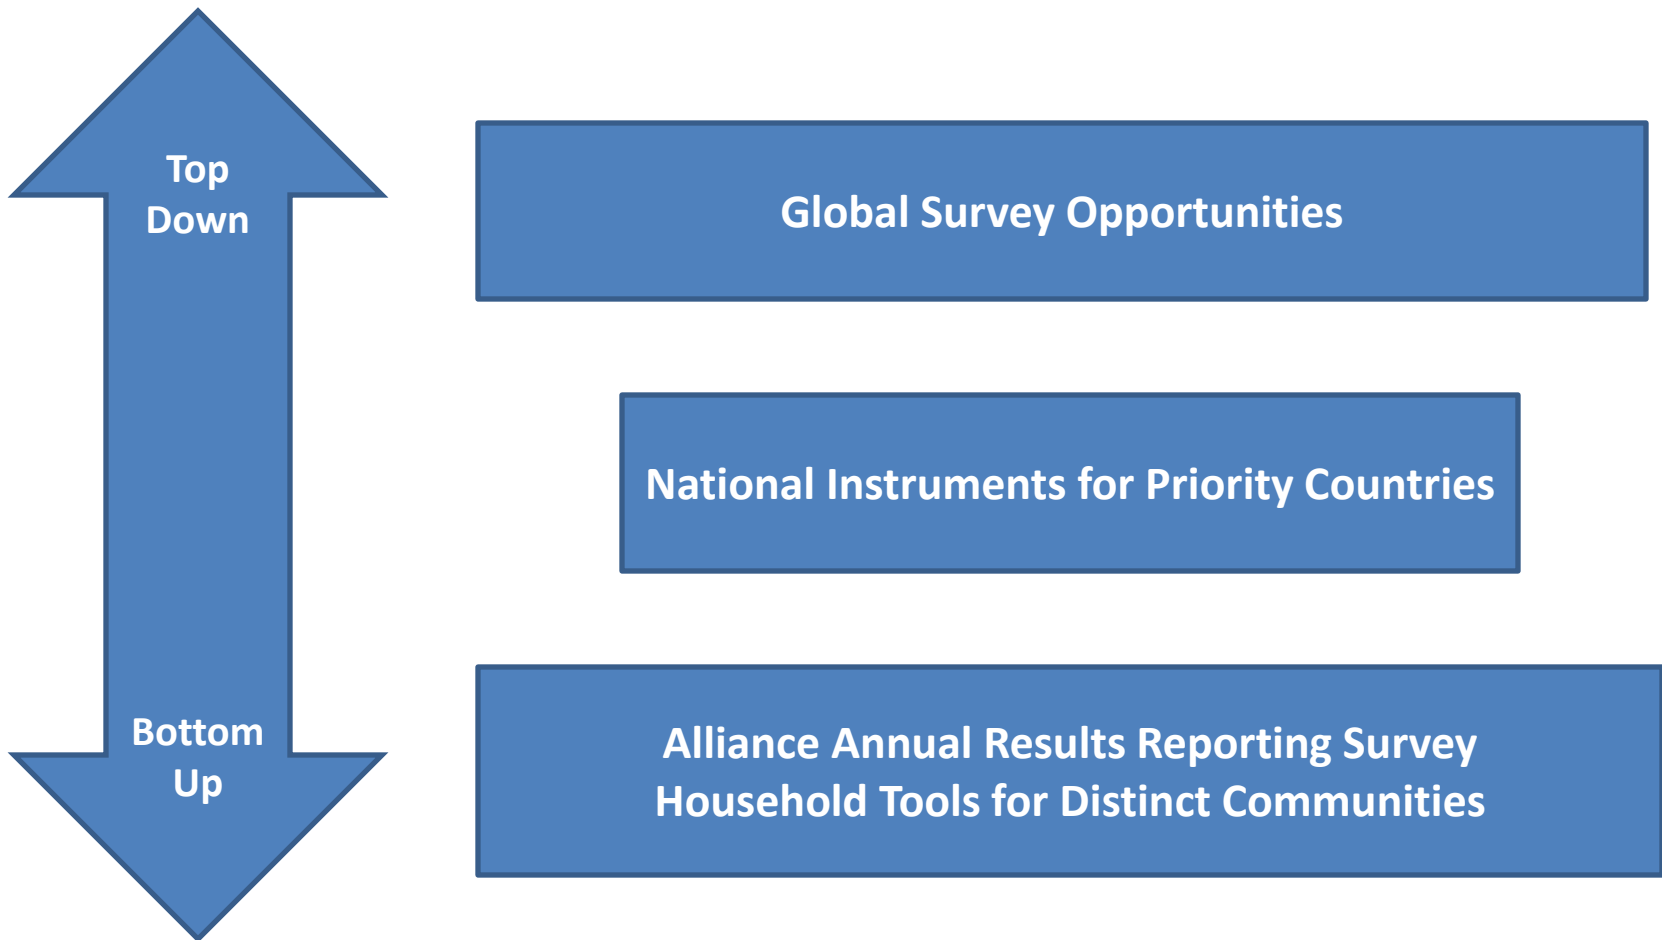 Top
Down
Global Survey Opportunities
National Instruments for Priority Countries
Bottom
Up
Alliance Annual Results Reporting Survey
Household Tools for Distinct Communities